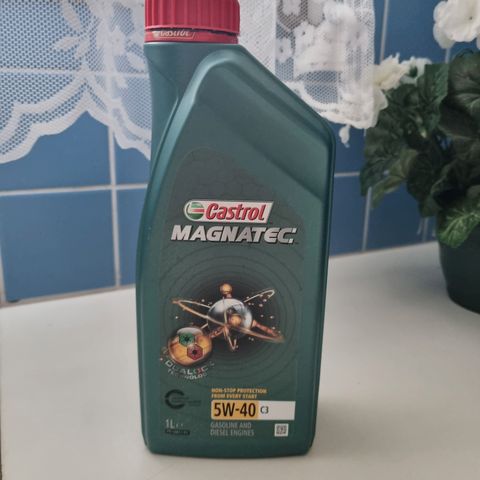 Castrol
Castrol
MAGNATEC
DUALOCK
TECHNOLOGY
NON-STOP PROTECTION
FROM EVERY START
5W-40 C3
1L e
GASOLINE AND
DIESEL ENGINES